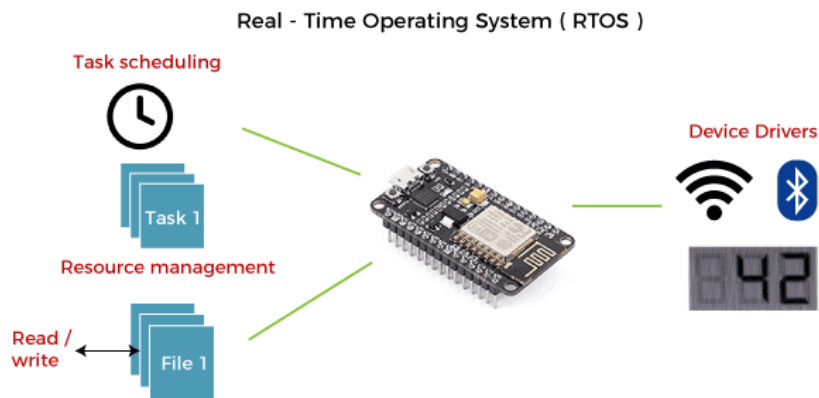 Real - Time Operating System ( RTOS )
Task scheduling
Task 1
Resource management
Read /
write
File 1
Device Drivers
42